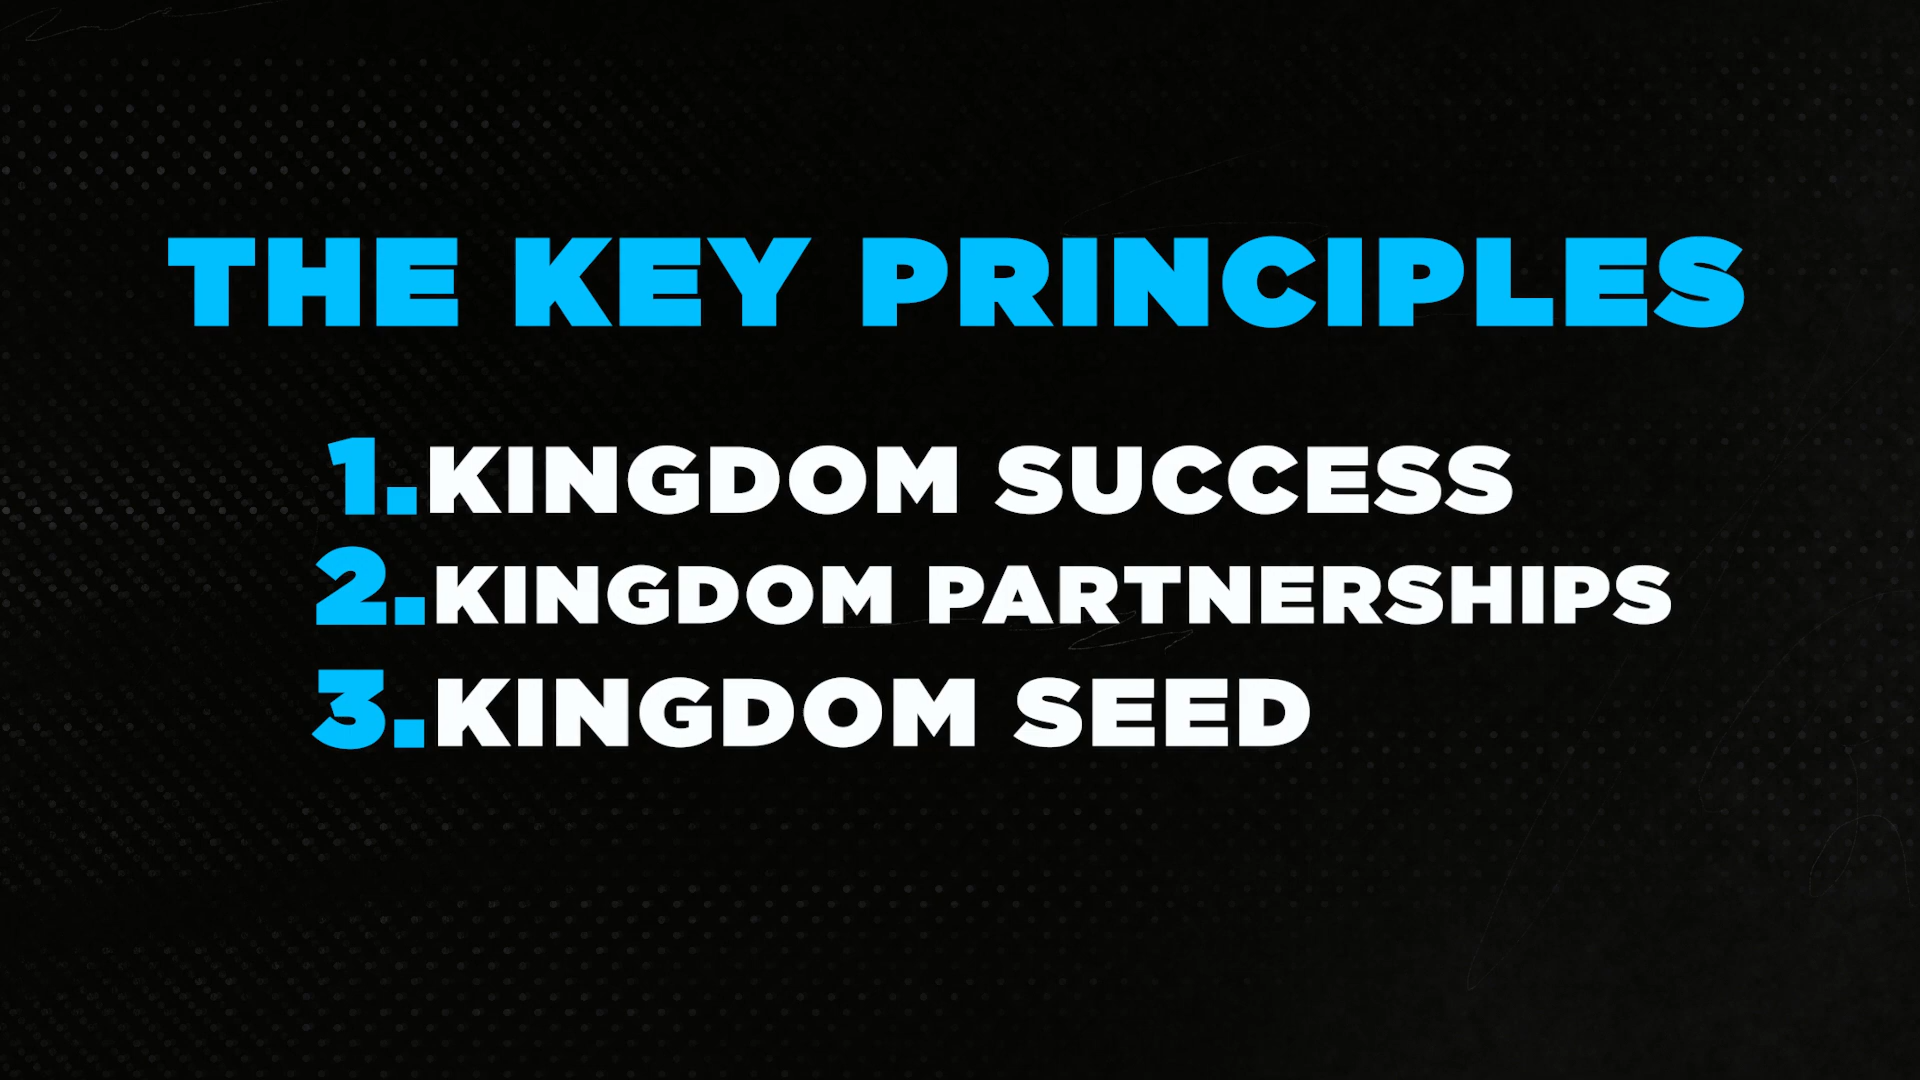 THE KEY PRINCIPLES
1.KINGDOM SUCCESS
2.KINGDOM PARTNERSHIPS
3.KINGDOM SEED